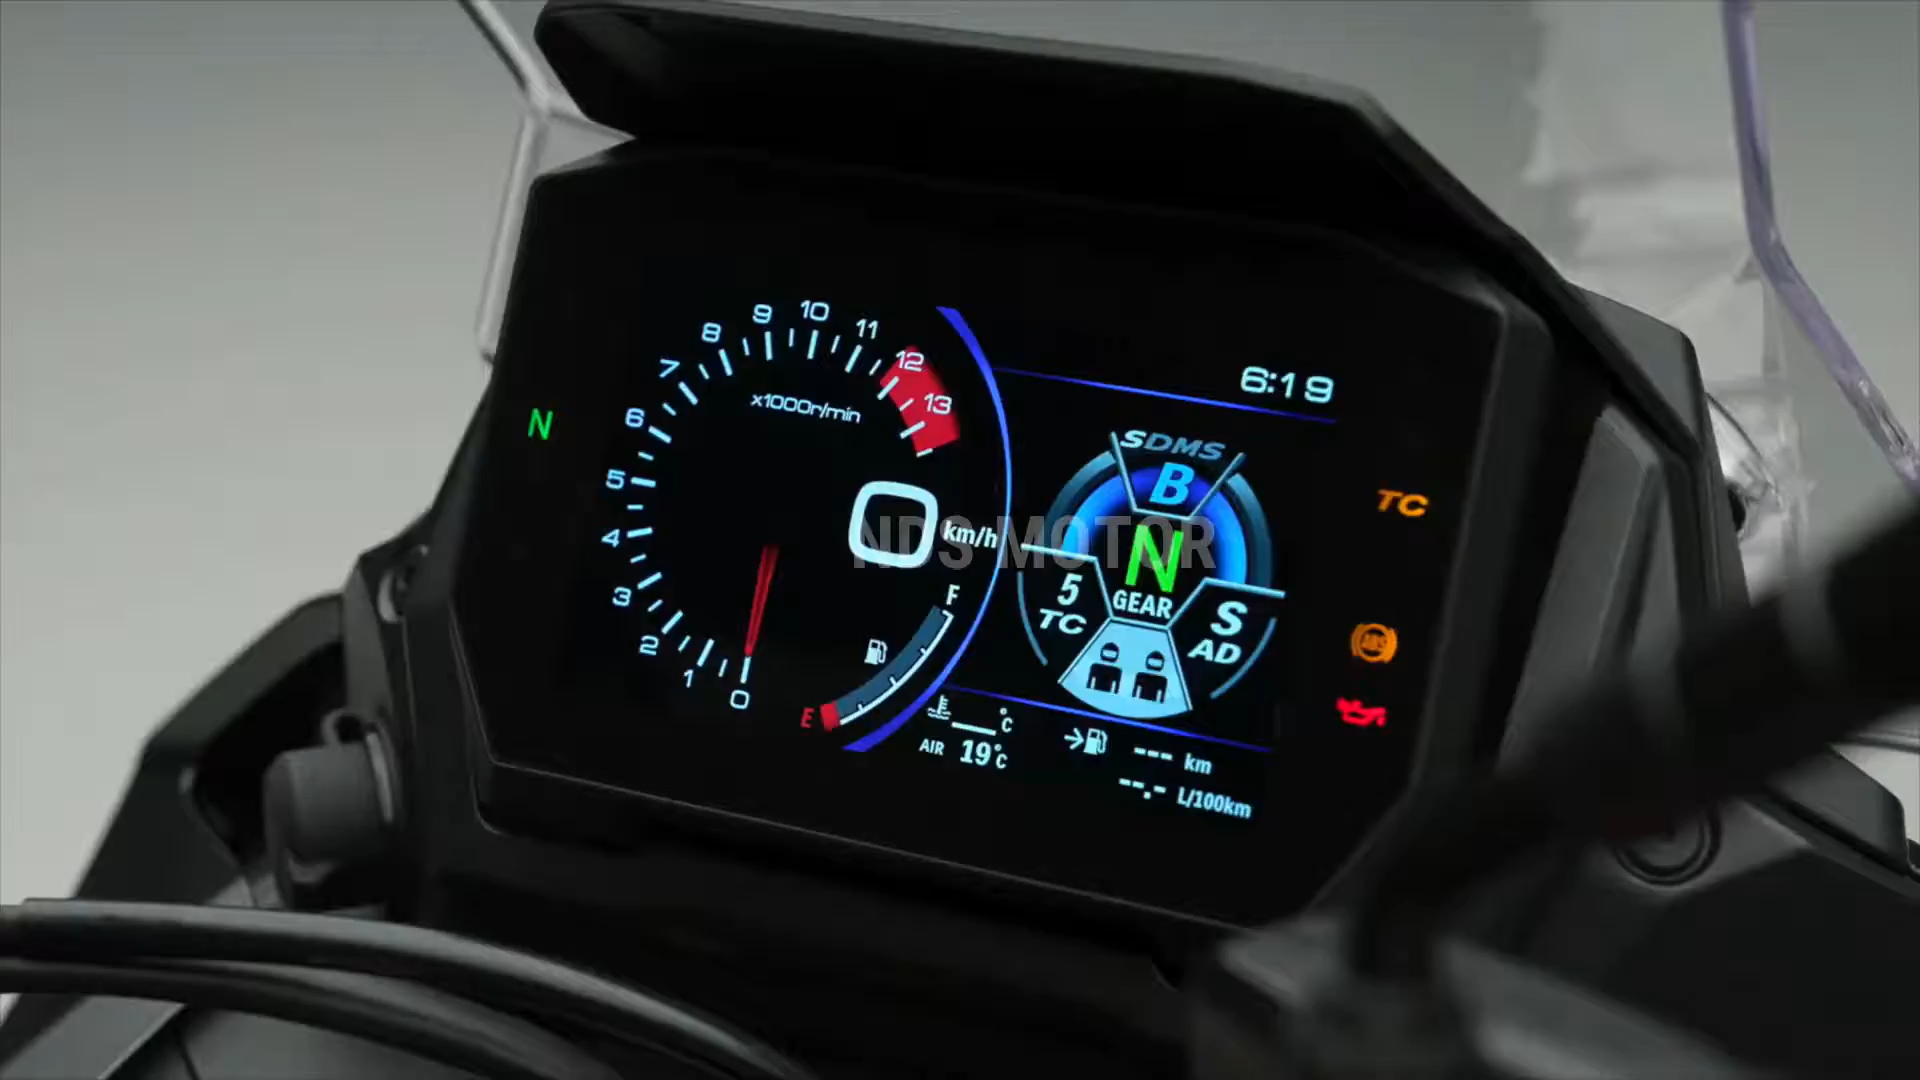 0
1
2
3
4
5
6
7
8
9
10
11
12
13
x1000r/min
N
0 km/h
F
E
6:19
SDMS
B
N
GEAR
5
TC
S
AD
°C
AIR 19°C
--- km
--.- L/100km
TC
ABS
NDS MOTOR